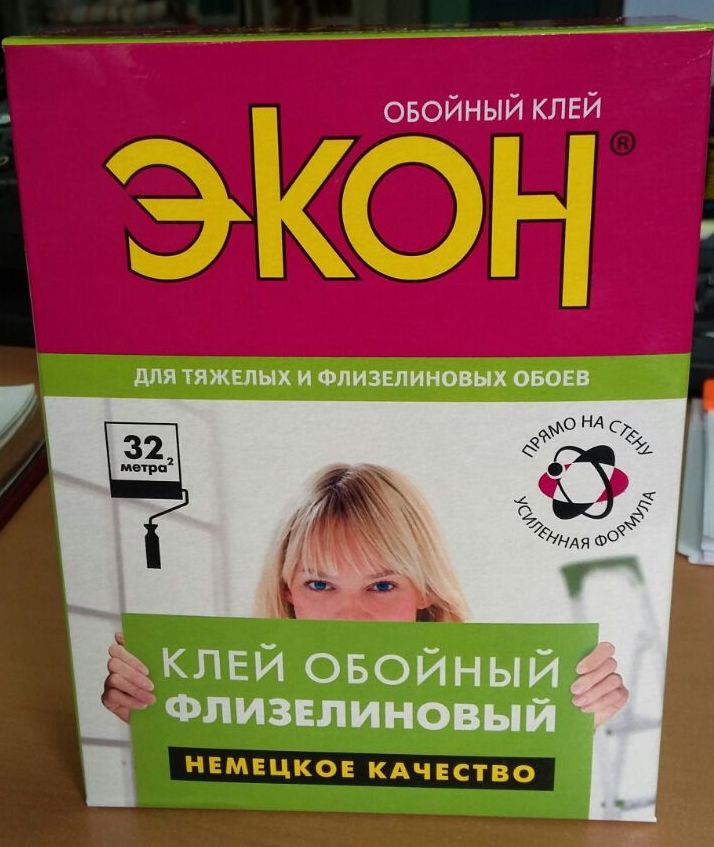 ОБОЙНЫЙ КЛЕЙ
ЭКОН®
ДЛЯ ТЯЖЕЛЫХ И ФЛИЗЕЛИНОВЫХ ОБОЕВ
32
метра²
ПРЯМО НА СТЕНУ
УСИЛЕННАЯ ФОРМУЛА
КЛЕЙ ОБОЙНЫЙ
ФЛИЗЕЛИНОВЫЙ
НЕМЕЦКОЕ КАЧЕСТВО